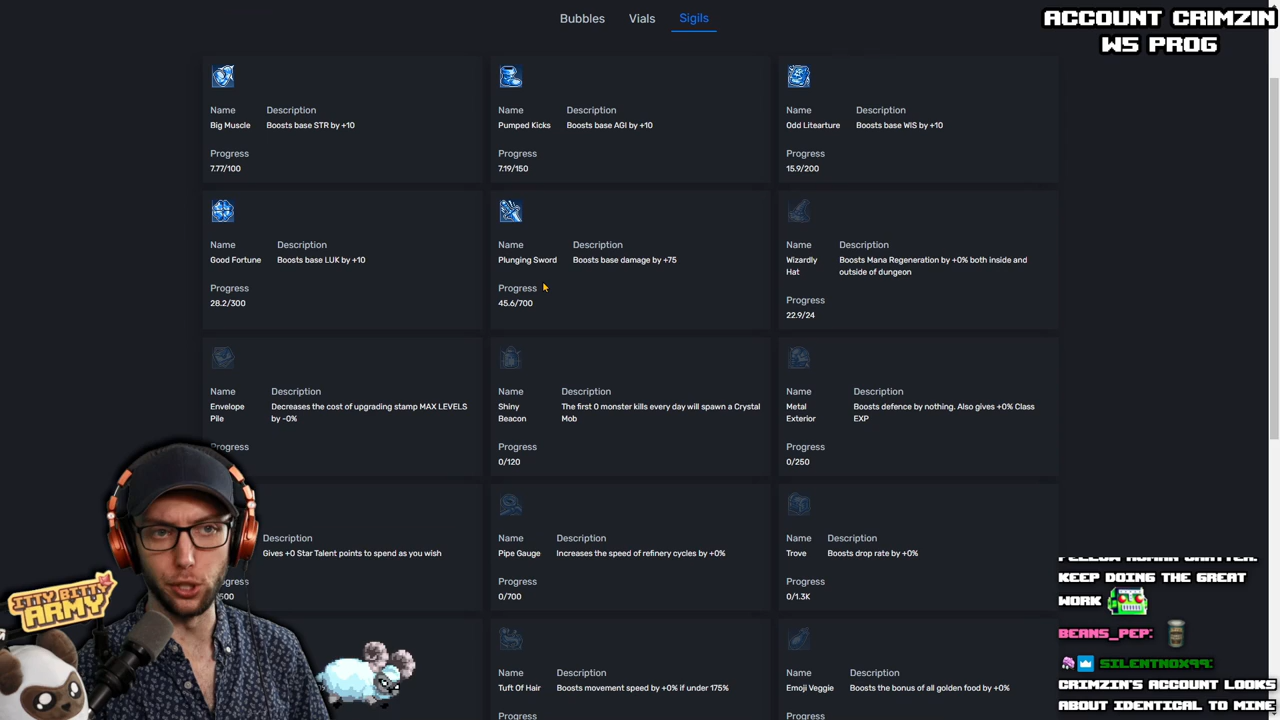 Bubbles Vials Sigils
ACCOUNT CRIMZIN
W5 PROG
Name Description
Big Muscle Boosts base STR by +10
Progress
7.77/100
Name Description
Pumped Kicks Boosts base AGI by +10
Progress
7.19/150
Name Description
Odd Litearture Boosts base WIS by +10
Progress
15.9/200
Name Description
Good Fortune Boosts base LUK by +10
Progress
28.2/300
Name Description
Plunging Sword Boosts base damage by +75
Progress
45.6/700
Name Description
Wizardly Boosts Mana Regeneration by +0% both inside and
Hat outside of dungeon
Progress
22.9/24
Name Description
Envelope Decreases the cost of upgrading stamp MAX LEVELS
Pile by -0%
Progress
Name Description
Shiny The first 0 monster kills every day will spawn a Crystal
Beacon Mob
Progress
0/120
Name Description
Metal Boosts defence by nothing. Also gives +0% Class
Exterior EXP
Progress
0/250
Description
Gives +0 Star Talent points to spend as you wish
Name Description
Pipe Gauge Increases the speed of refinery cycles by +0%
Progress
0/700
Name Description
Trove Boosts drop rate by +0%
Progress
0/1.3K
Name Description
Tuft Of Hair Boosts movement speed by +0% if under 175%
Progress
Name Description
Emoji Veggie Boosts the bonus of all golden food by +0%
ITTY BITTY
ARMY
KEEP DOING THE GREAT
WORK
BEANS_PEP:
SILENTNOX99:
CRIMZIN'S ACCOUNT LOOKS
ABOUT IDENTICAL TO MINE